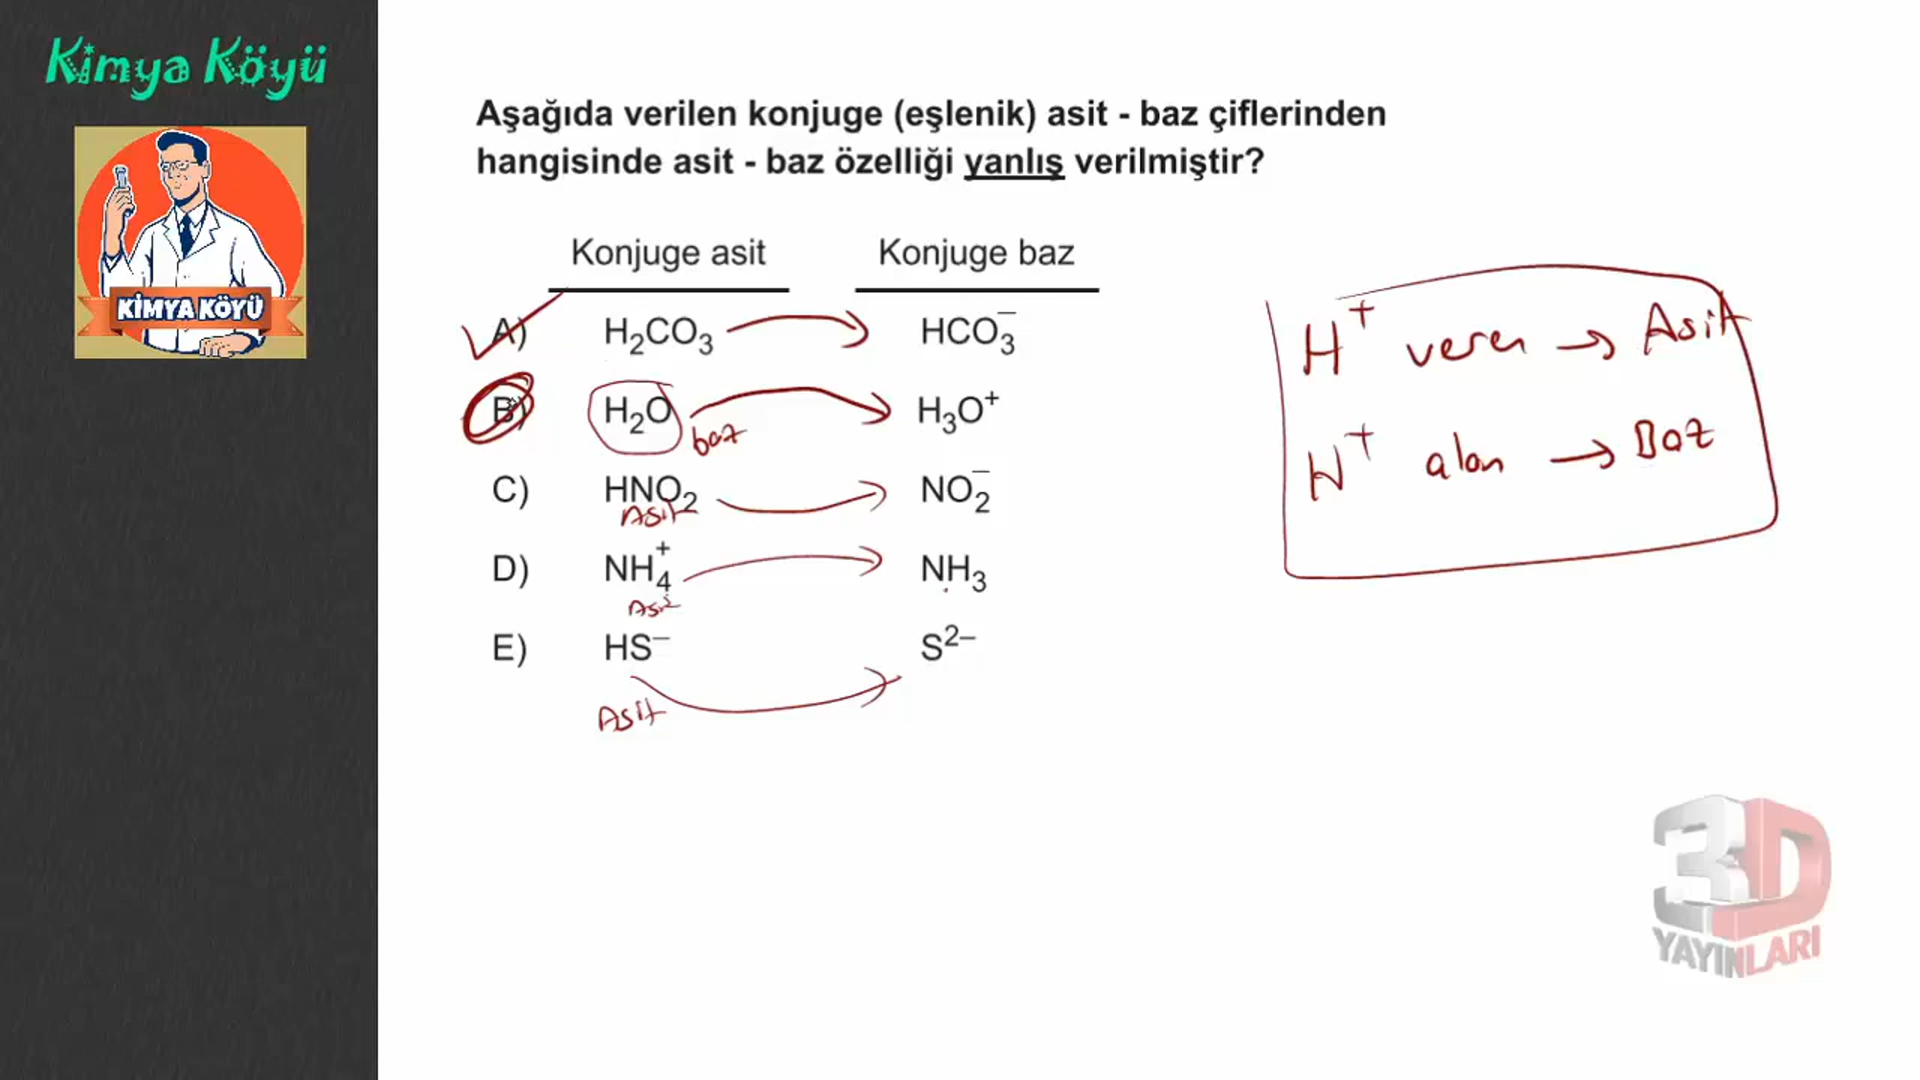 Kimya Köyü
KİMYA KÖYÜ
Aşağıda verilen konjuge (eşlenik) asit - baz çiflerinden
hangisinde asit - baz özelliği yanlış verilmiştir?
Konjuge asit Konjuge baz
A) H₂CO₃ HCO₃⁻
B) H₂O baz H₃O⁺
C) HNO₂ NO₂⁻
Asit
D) NH₄⁺ NH₃
Asit
E) HS⁻ S²⁻
Asit
H⁺ veren → Asit
H⁺ alan → Baz
3D
YAYINLARI